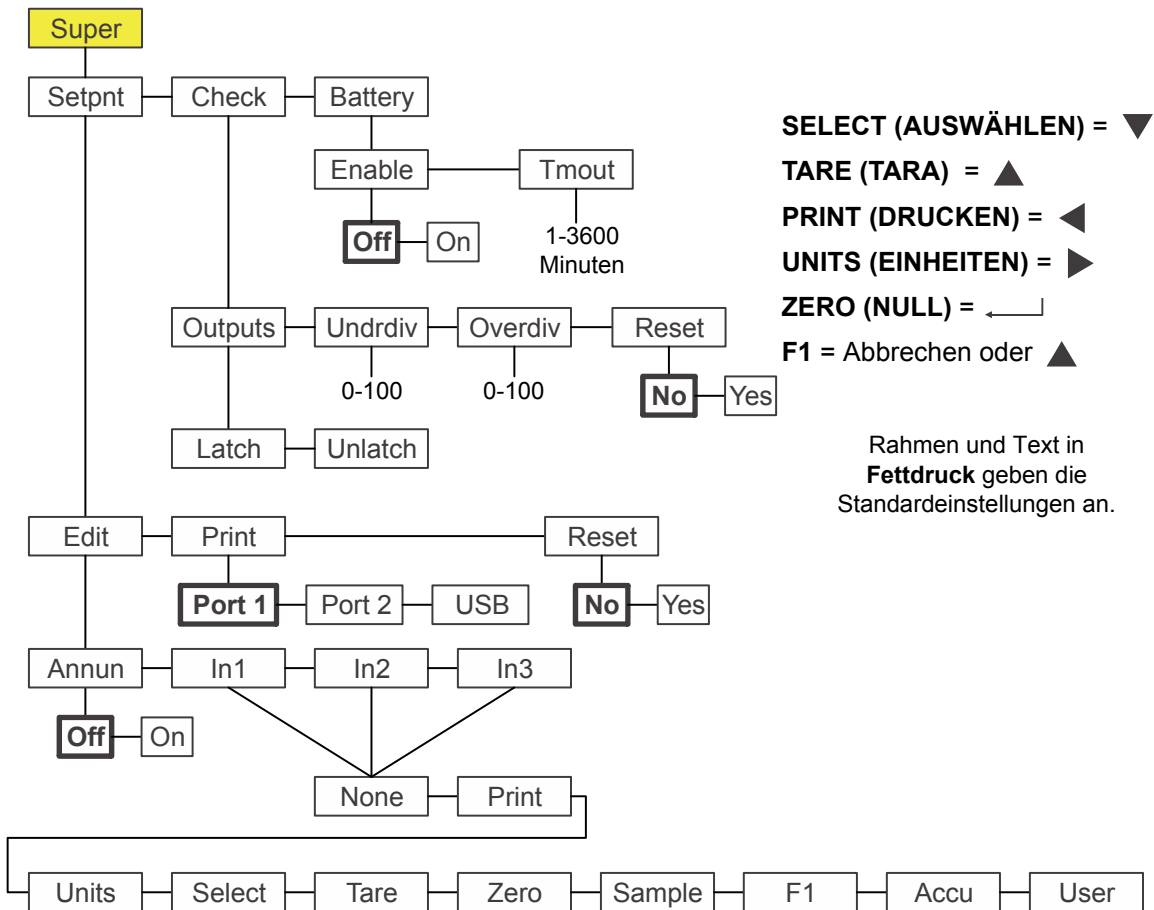 Super
Setpnt Check Battery
Enable Tmout
Off On 1-3600
Minuten
Outputs Undrdiv Overdiv Reset
0-100 0-100 No Yes
Latch Unlatch
Edit Print Reset
Port 1 Port 2 USB No Yes
Annun In1 In2 In3
Off On
None Print
Units Select Tare Zero Sample F1 Accu User
SELECT (AUSWÄHLEN) = ▼
TARE (TARA) = ▲
PRINT (DRUCKEN) = ◀
UNITS (EINHEITEN) = ▶
ZERO (NULL) = ↵
F1 = Abbrechen oder ▲
Rahmen und Text in
Fettdruck geben die
Standardeinstellungen an.